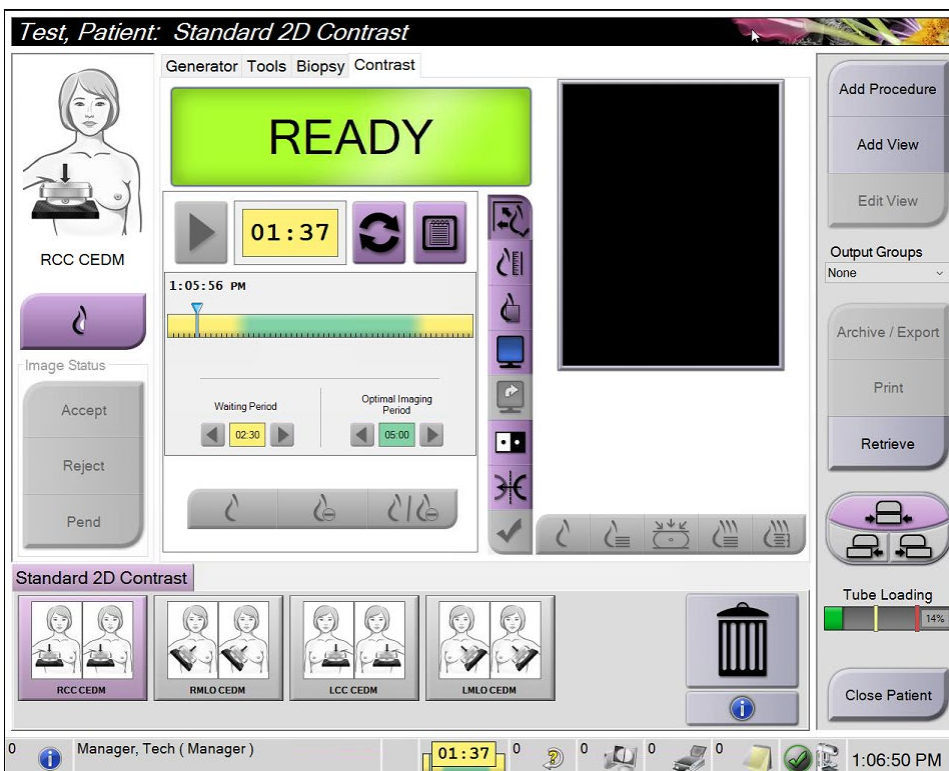 Test, Patient: Standard 2D Contrast
Generator Tools Biopsy Contrast
READY
01:37
1:05:56 PM
Waiting Period
02:30
Optimal Imaging
Period
05:00
RCC CEDM
Image Status
Accept
Reject
Pend
Add Procedure
Add View
Edit View
Output Groups
None
Archive / Export
Print
Retrieve
Tube Loading
14%
Close Patient
Standard 2D Contrast
RCC CEDM
RMLO CEDM
LCC CEDM
LMLO CEDM
0
Manager, Tech ( Manager )
01:37
0
0
0
0
1:06:50 PM